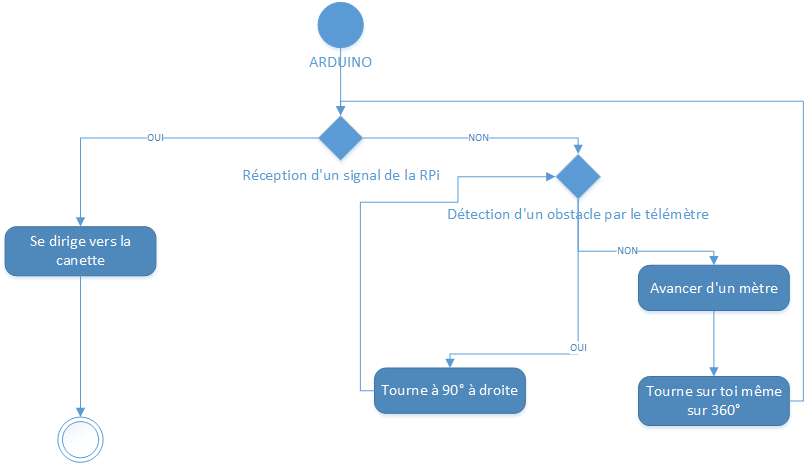 ARDUINO
OUI
NON
Réception d'un signal de la RPi
Détection d'un obstacle par le télémètre
Se dirige vers la
canette
NON
Avancer d'un mètre
OUI
Tourne à 90° à droite
Tourne sur toi même
sur 360°